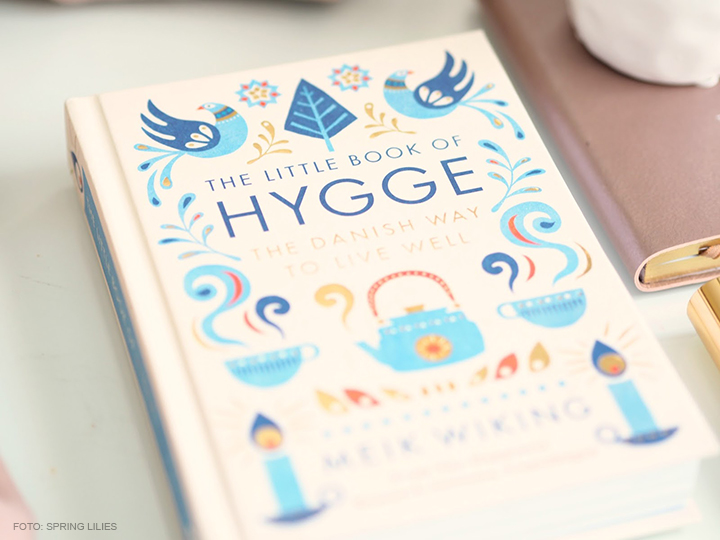 THE LITTLE BOOK OF
HYGGE
THE DANISH WAY
TO LIVE WELL
MEIK WIKING
FOTO: SPRING LILIES